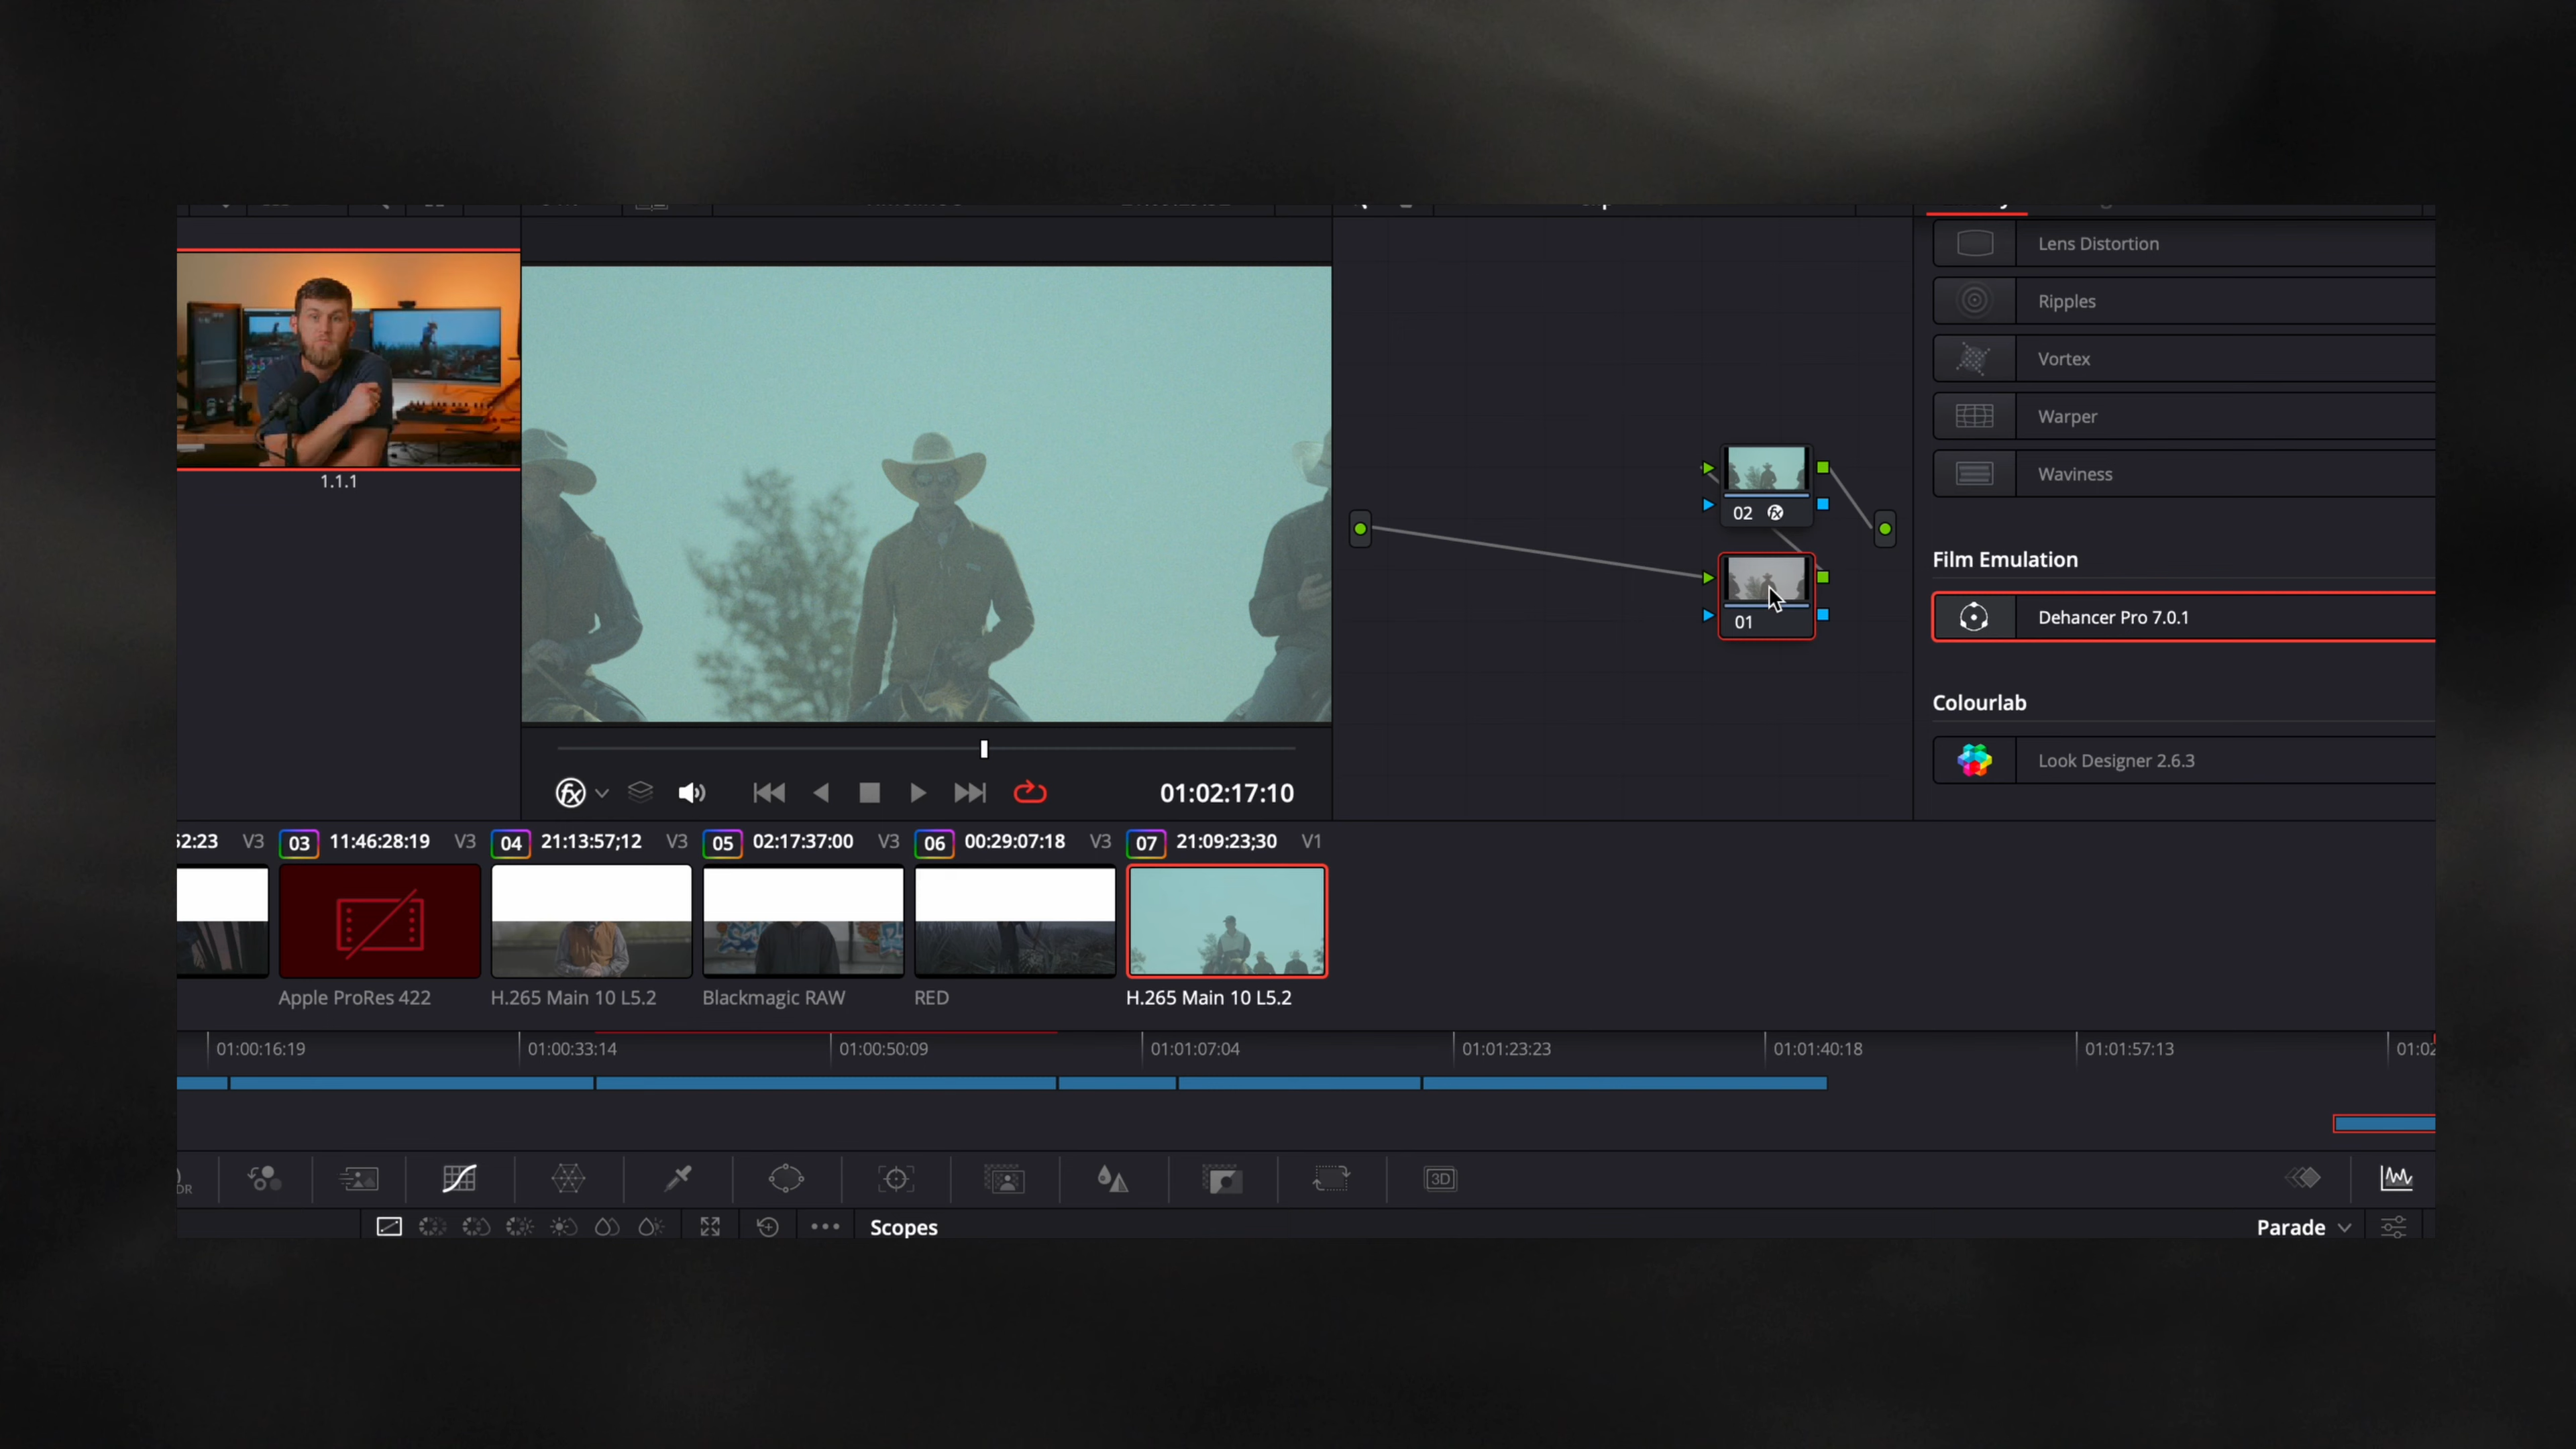 Lens Distortion
Ripples
Vortex
Warper
Waviness
1.1.1
02
01
Film Emulation
Dehancer Pro 7.0.1
Colourlab
Look Designer 2.6.3
fx
01:02:17:10
52:23 V3 03 11:46:28:19 V3 04 21:13:57;12 V3 05 02:17:37:00 V3 06 00:29:07:18 V3 07 21:09:23;30 V1
Apple ProRes 422 H.265 Main 10 L5.2 Blackmagic RAW RED H.265 Main 10 L5.2
01:00:16:19 01:00:33:14 01:00:50:09 01:01:07:04 01:01:23:23 01:01:40:18 01:01:57:13 01:02
3D
Scopes Parade